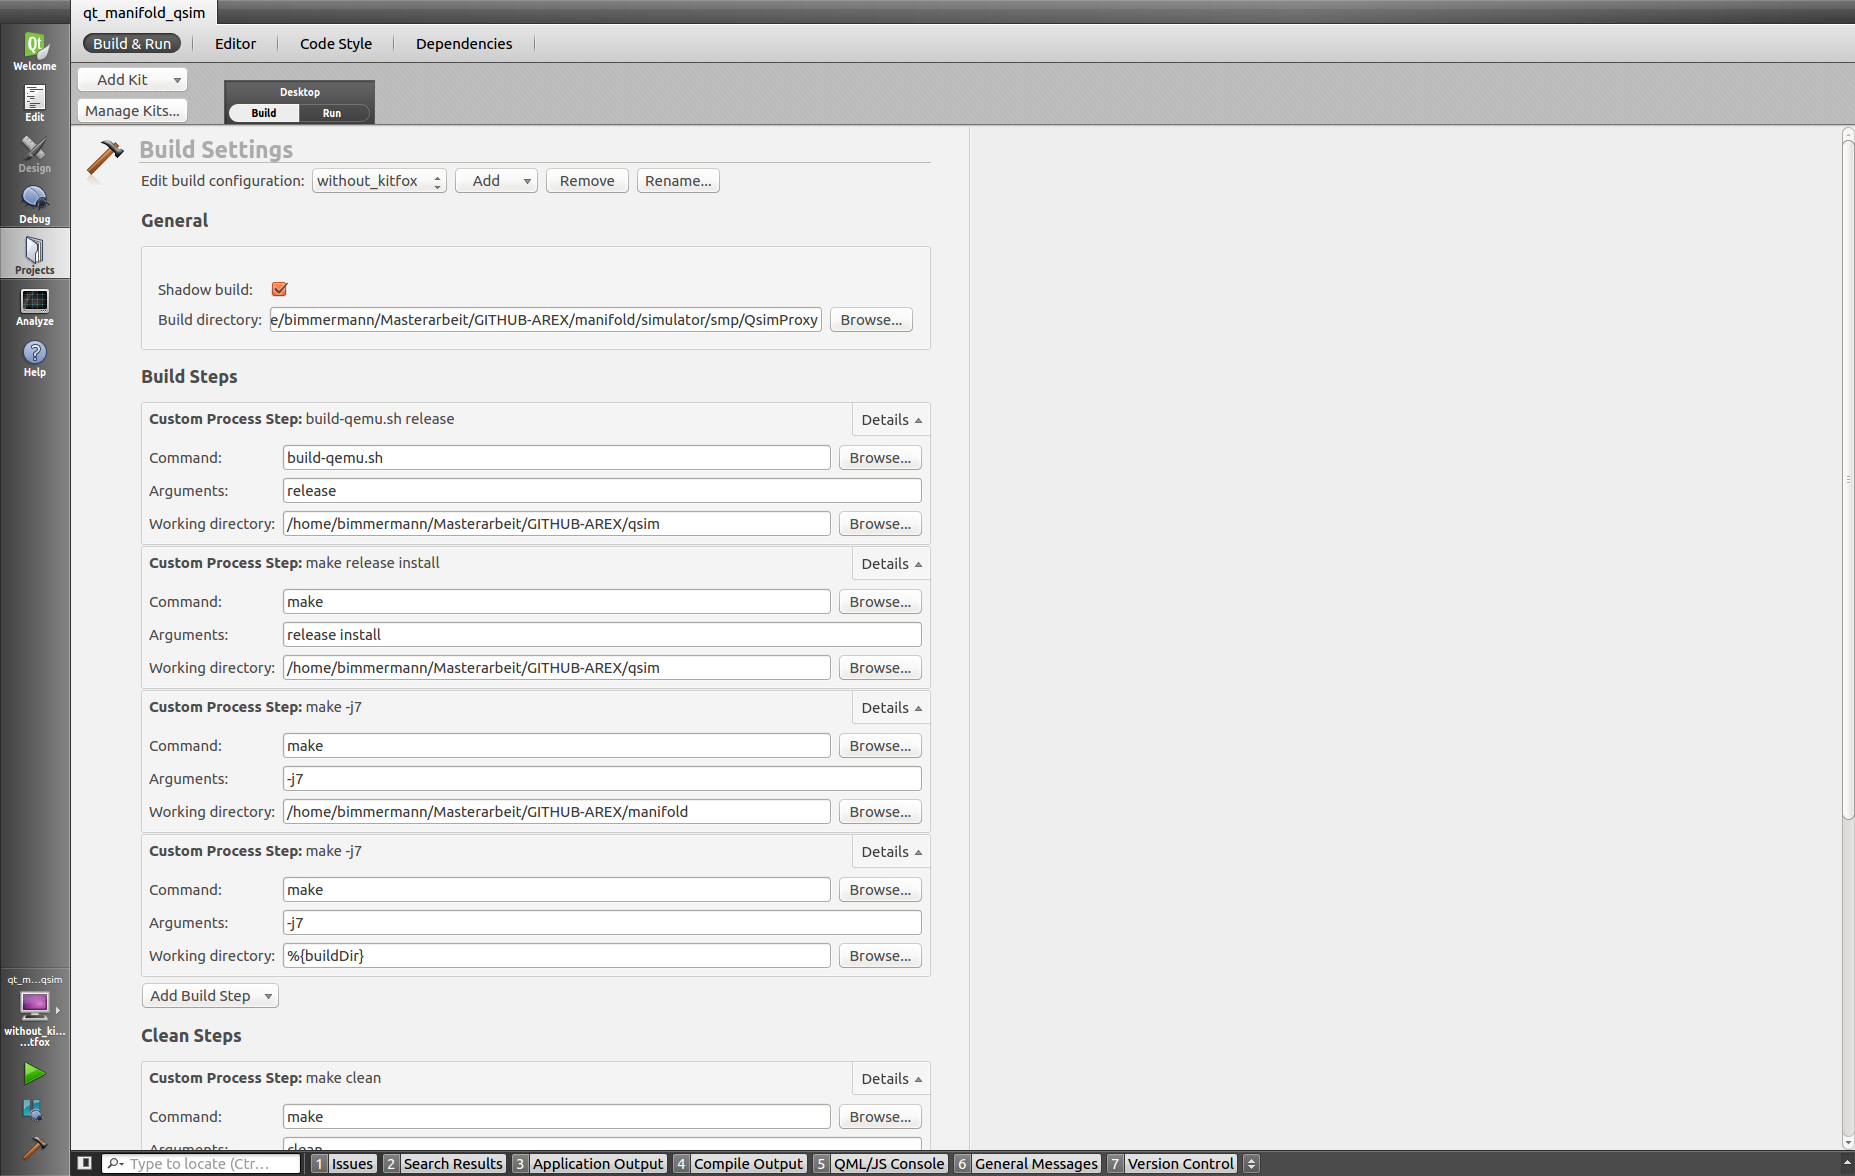 qt_manifold_qsim
Build & Run
Editor
Code Style
Dependencies
Add Kit
Manage Kits...
Desktop
Build
Run
Qt
Welcome
Edit
Design
Debug
Projects
Analyze
?
Help
Build Settings
Edit build configuration:
without_kitfox
Add
Remove
Rename...
General
Shadow build:
Build directory:
e/bimmermann/Masterarbeit/GITHUB-AREX/manifold/simulator/smp/QsimProxy
Browse...
Build Steps
Custom Process Step: build-qemu.sh release
Details
Command:
build-qemu.sh
Browse...
Arguments:
release
Working directory:
/home/bimmermann/Masterarbeit/GITHUB-AREX/qsim
Browse...
Custom Process Step: make release install
Details
Command:
make
Browse...
Arguments:
release install
Working directory:
/home/bimmermann/Masterarbeit/GITHUB-AREX/qsim
Browse...
Custom Process Step: make -j7
Details
Command:
make
Browse...
Arguments:
-j7
Working directory:
/home/bimmermann/Masterarbeit/GITHUB-AREX/manifold
Browse...
Custom Process Step: make -j7
Details
Command:
make
Browse...
Arguments:
-j7
Working directory:
%{buildDir}
Browse...
Add Build Step
Clean Steps
Custom Process Step: make clean
Details
Command:
make
Browse...
Arguments:
clean
qt_m...qsim
without_ki...
...tfox
Type to locate (Ctr...
1 Issues
2 Search Results
3 Application Output
4 Compile Output
5 QML/JS Console
6 General Messages
7 Version Control